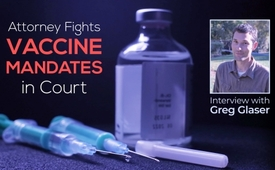 Attorney Fights
VACCINE
MANDATES
in Court
Interview with
Greg Glaser